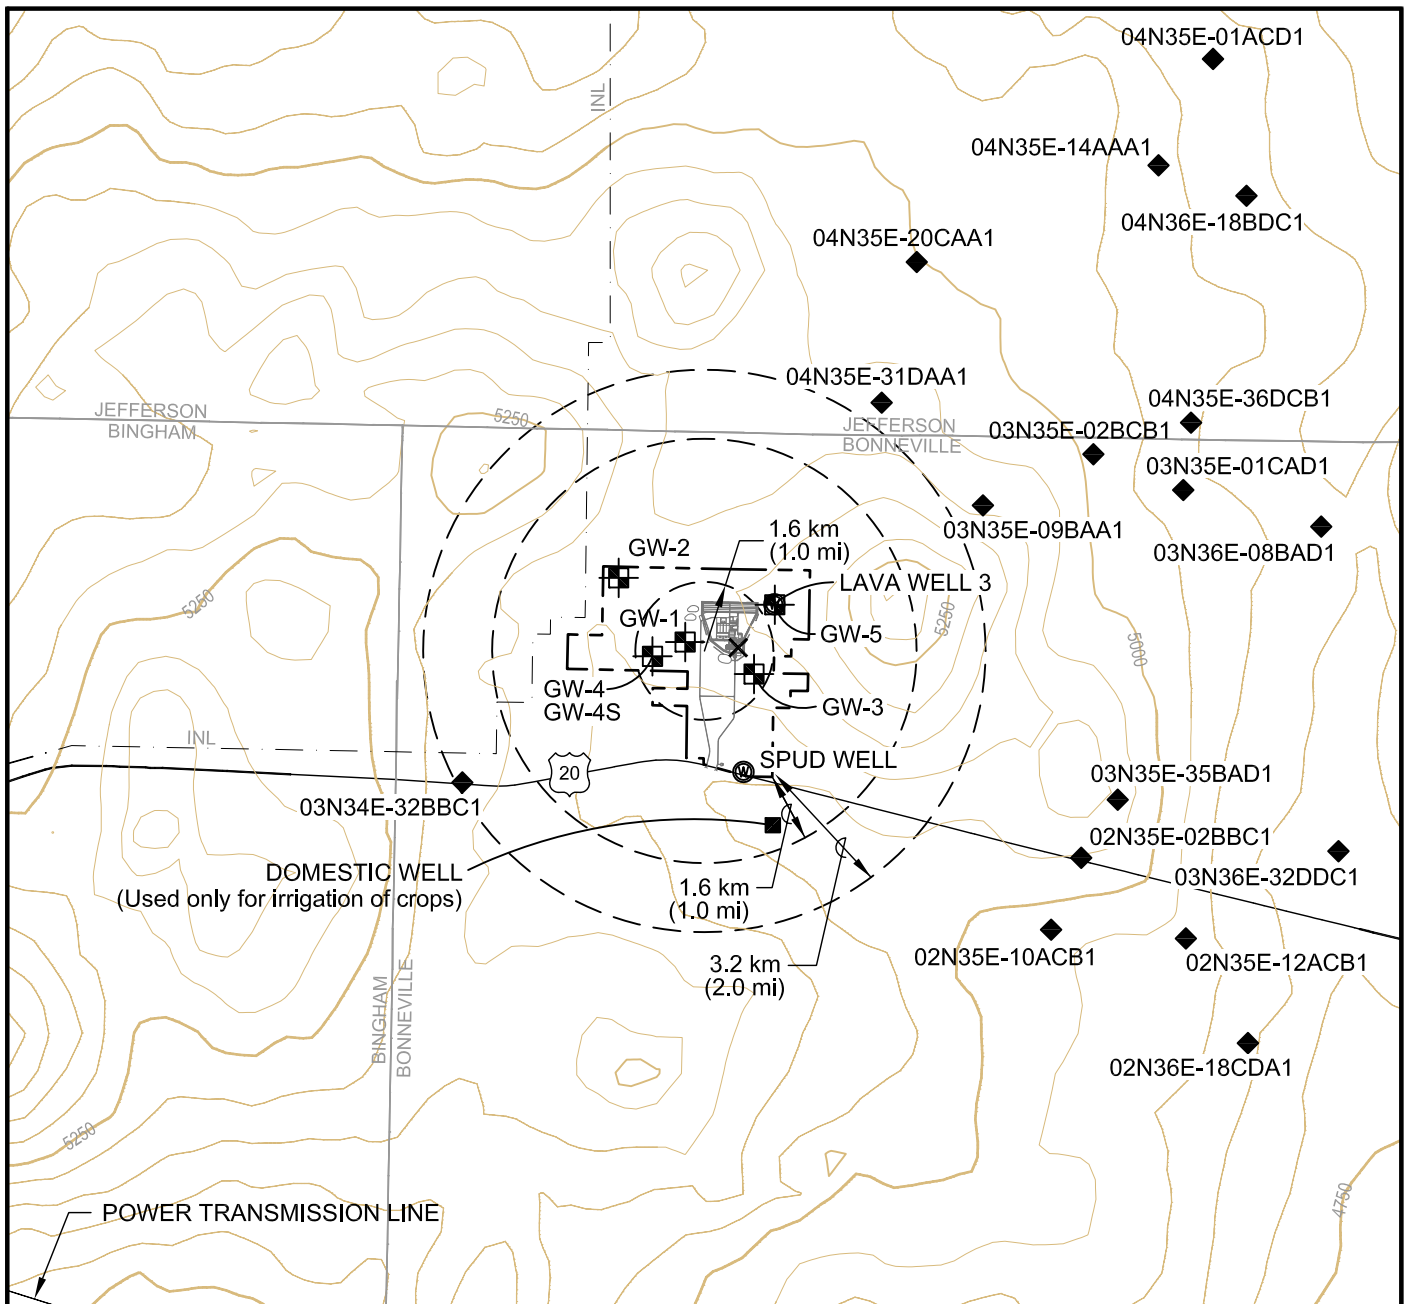 04N35E-01ACD1
INL
04N35E-14AAA1
04N36E-18BDC1
04N35E-20CAA1
04N35E-31DAA1
04N35E-36DCB1
JEFFERSON
BINGHAM
5250
JEFFERSON
BONNEVILLE
03N35E-02BCB1
03N35E-01CAD1
03N35E-09BAA1
03N36E-08BAD1
1.6 km
(1.0 mi)
GW-2
LAVA WELL 3
5250
GW-1
GW-5
5250
5000
GW-4
GW-4S
GW-3
INL
SPUD WELL
W
20
03N35E-35BAD1
03N34E-32BBC1
02N35E-02BBC1
DOMESTIC WELL
(Used only for irrigation of crops)
1.6 km
(1.0 mi)
03N36E-32DDC1
3.2 km
(2.0 mi)
02N35E-10ACB1
02N35E-12ACB1
BINGHAM
BONNEVILLE
02N36E-18CDA1
5250
4750
POWER TRANSMISSION LINE